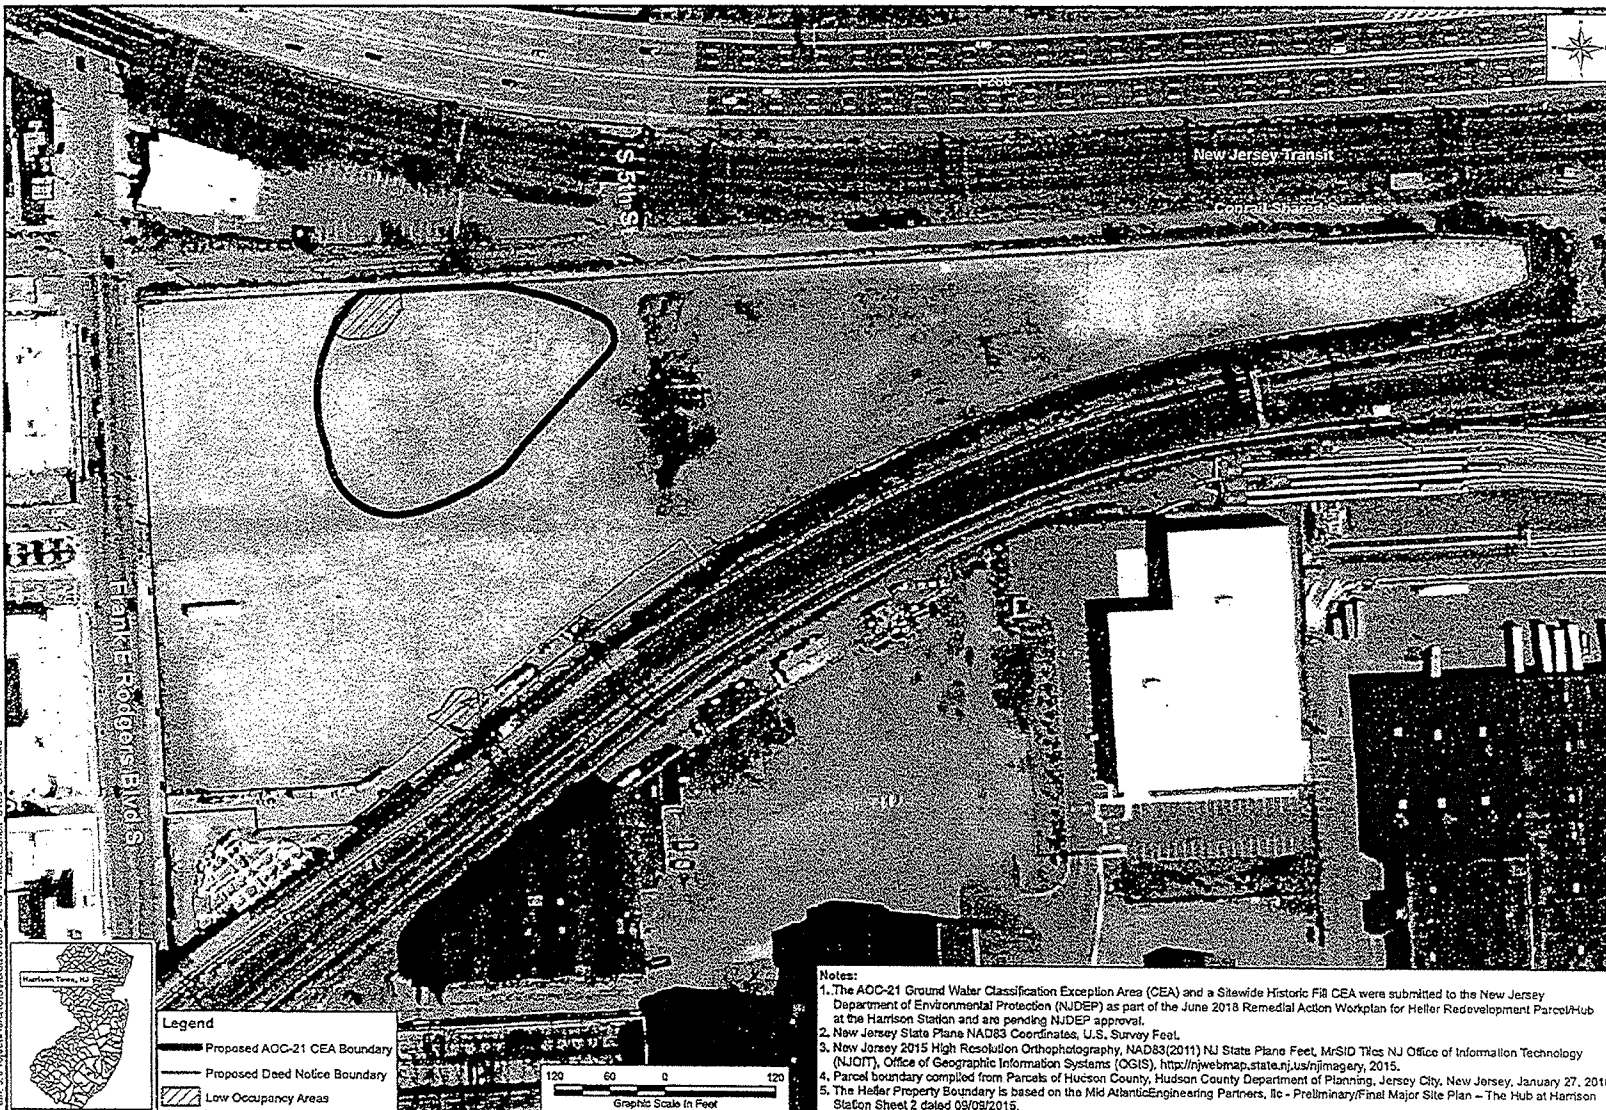 New Jersey Transit
S 5th St
Frank E Rodgers Blvd S
Harrison Town, NJ
Legend
Proposed AOC-21 CEA Boundary
Proposed Deed Notice Boundary
Low Occupancy Areas
120 60 0 120
Graphic Scale in Feet
Notes:
1. The AOC-21 Ground Water Classification Exception Area (CEA) and a Sitewide Historic Fill CEA were submitted to the New Jersey
Department of Environmental Protection (NJDEP) as part of the June 2018 Remedial Action Workplan for Heller Redevelopment Parcel/Hub
at the Harrison Station and are pending NJDEP approval.
2. New Jersey State Plane NAD83 Coordinates, U.S. Survey Feet.
3. New Jersey 2015 High Resolution Orthophotography, NAD83(2011) NJ State Plane Feet, MrSID Tiles NJ Office of Information Technology
(NJOIT), Office of Geographic Information Systems (OGIS), http://njwebmap.state.nj.us/njimagery, 2015.
4. Parcel boundary compiled from Parcels of Hudson County, Hudson County Department of Planning, Jersey City, New Jersey, January 27,
5. The Heller Property Boundary is based on the Mid AtlanticEngineering Partners, llc - Preliminary/Final Major Site Plan – The Hub at Harrison
Station Sheet 2 dated 09/09/2015.